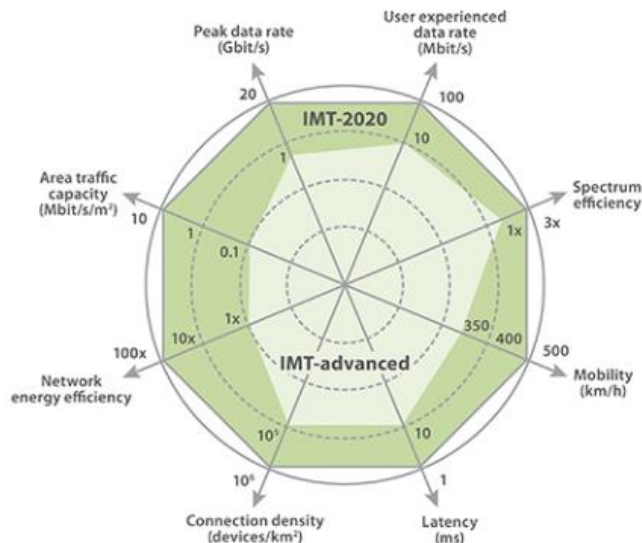 Peak data rate
(Gbit/s)
User experienced
data rate
(Mbit/s)
20
100
IMT-2020
1
10
Area traffic
capacity
(Mbit/s/m²)
Spectrum
efficiency
10
1
0.1
1x
3x
1x
350
400
500
100x
10x
IMT-advanced
Mobility
(km/h)
Network
energy efficiency
10⁵
10
10⁶
1
Connection density
(devices/km²)
Latency
(ms)